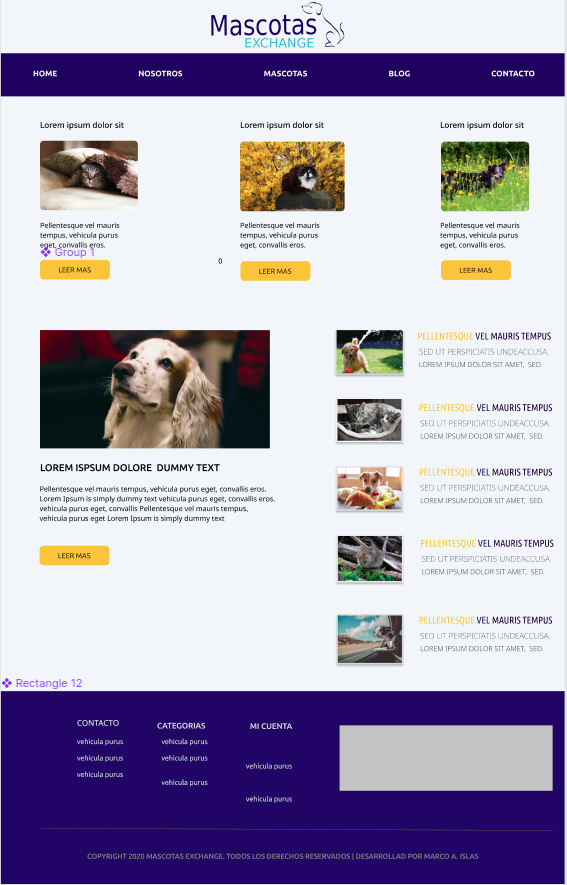 Mascotas
EXCHANGE
HOME NOSOTROS MASCOTAS BLOG CONTACTO
Lorem ipsum dolor sit
Pellentesque vel mauris
tempus, vehicula purus
eget, convallis eros.
Group 1
LEER MAS
Lorem ipsum dolor sit
Pellentesque vel mauris
tempus, vehicula purus
eget, convallis eros.
0
LEER MAS
Lorem ipsum dolor sit
Pellentesque vel mauris
tempus, vehicula purus
eget, convallis eros.
LEER MAS
LOREM ISPSUM DOLORE DUMMY TEXT
Pellentesque vel mauris tempus, vehicula purus eget, convallis eros.
Lorem Ipsum is simply dummy text vehicula purus eget, convallis eros.
vehicula purus eget, convallis Pellentesque vel mauris tempus,
vehicula purus eget Lorem Ipsum is simply dummy text
LEER MAS
PELLENTESQUE VEL MAURIS TEMPUS
SED UT PERSPICIATIS UNDEACCUSA.
LOREM IPSUM DOLOR SIT AMET, SED.
PELLENTESQUE VEL MAURIS TEMPUS
SED UT PERSPICIATIS UNDEACCUSA.
LOREM IPSUM DOLOR SIT AMET, SED.
PELLENTESQUE VEL MAURIS TEMPUS
SED UT PERSPICIATIS UNDEACCUSA.
LOREM IPSUM DOLOR SIT AMET, SED.
PELLENTESQUE VEL MAURIS TEMPUS
SED UT PERSPICIATIS UNDEACCUSA.
LOREM IPSUM DOLOR SIT AMET, SED.
PELLENTESQUE VEL MAURIS TEMPUS
SED UT PERSPICIATIS UNDEACCUSA.
LOREM IPSUM DOLOR SIT AMET, SED.
Rectangle 12
CONTACTO
vehicula purus
vehicula purus
vehicula purus
CATEGORIAS
vehicula purus
vehicula purus
vehicula purus
MI CUENTA
vehicula purus
vehicula purus
COPYRIGHT 2020 MASCOTAS EXCHANGE. TODOS LOS DERECHOS RESERVADOS | DESARROLLAD POR MARCO A. ISLAS